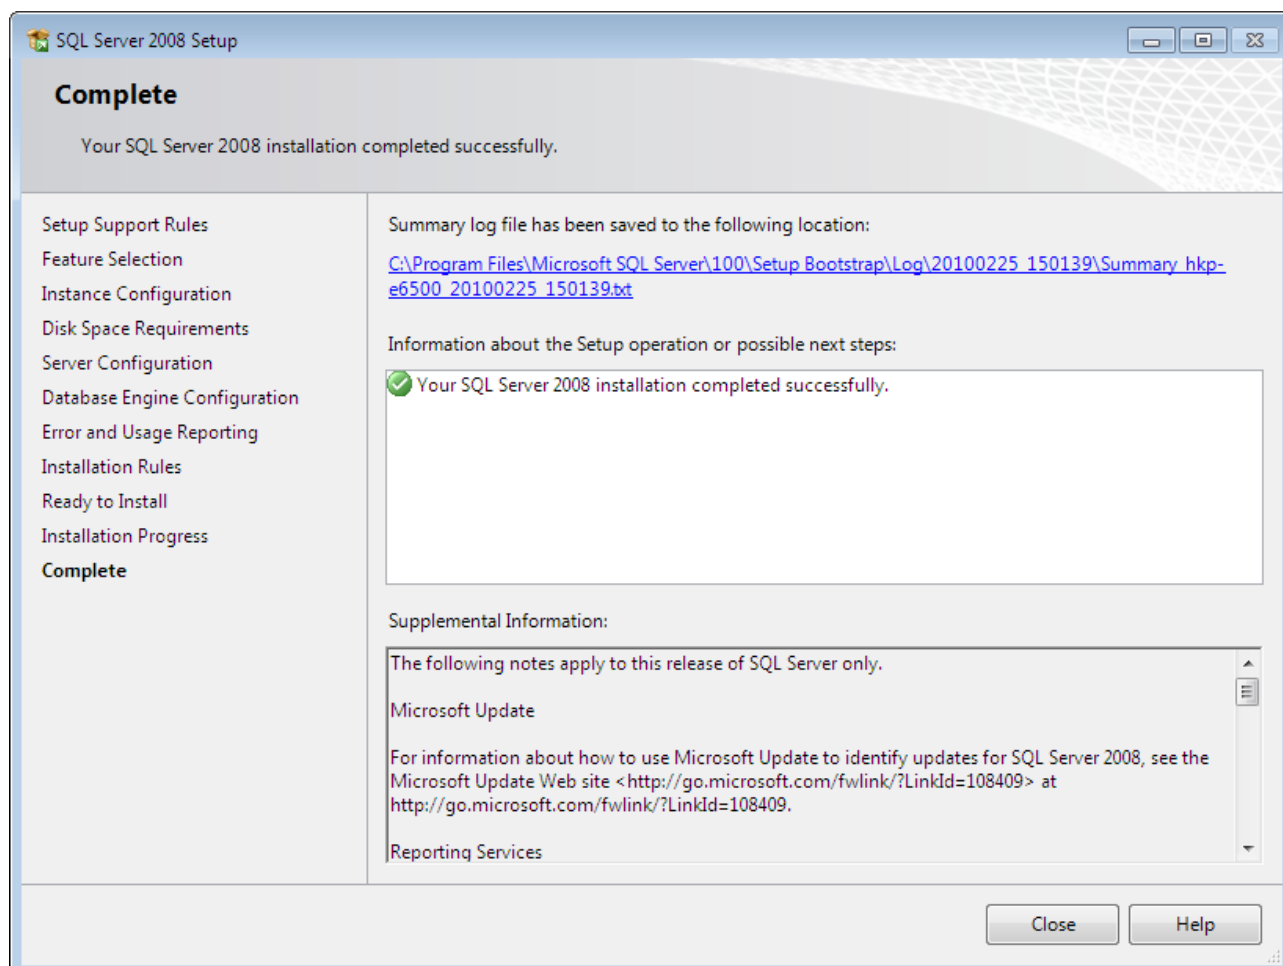 SQL Server 2008 Setup
Complete
Your SQL Server 2008 installation completed successfully.
Setup Support Rules
Feature Selection
Instance Configuration
Disk Space Requirements
Server Configuration
Database Engine Configuration
Error and Usage Reporting
Installation Rules
Ready to Install
Installation Progress
Complete
Summary log file has been saved to the following location:
C:\Program Files\Microsoft SQL Server\100\Setup Bootstrap\Log\20100225_150139\Summary_hkp-
e6500_20100225_150139.txt
Information about the Setup operation or possible next steps:
Your SQL Server 2008 installation completed successfully.
Supplemental Information:
The following notes apply to this release of SQL Server only.
Microsoft Update
For information about how to use Microsoft Update to identify updates for SQL Server 2008, see the
Microsoft Update Web site <http://go.microsoft.com/fwlink/?LinkId=108409> at
http://go.microsoft.com/fwlink/?LinkId=108409.
Reporting Services
Close
Help